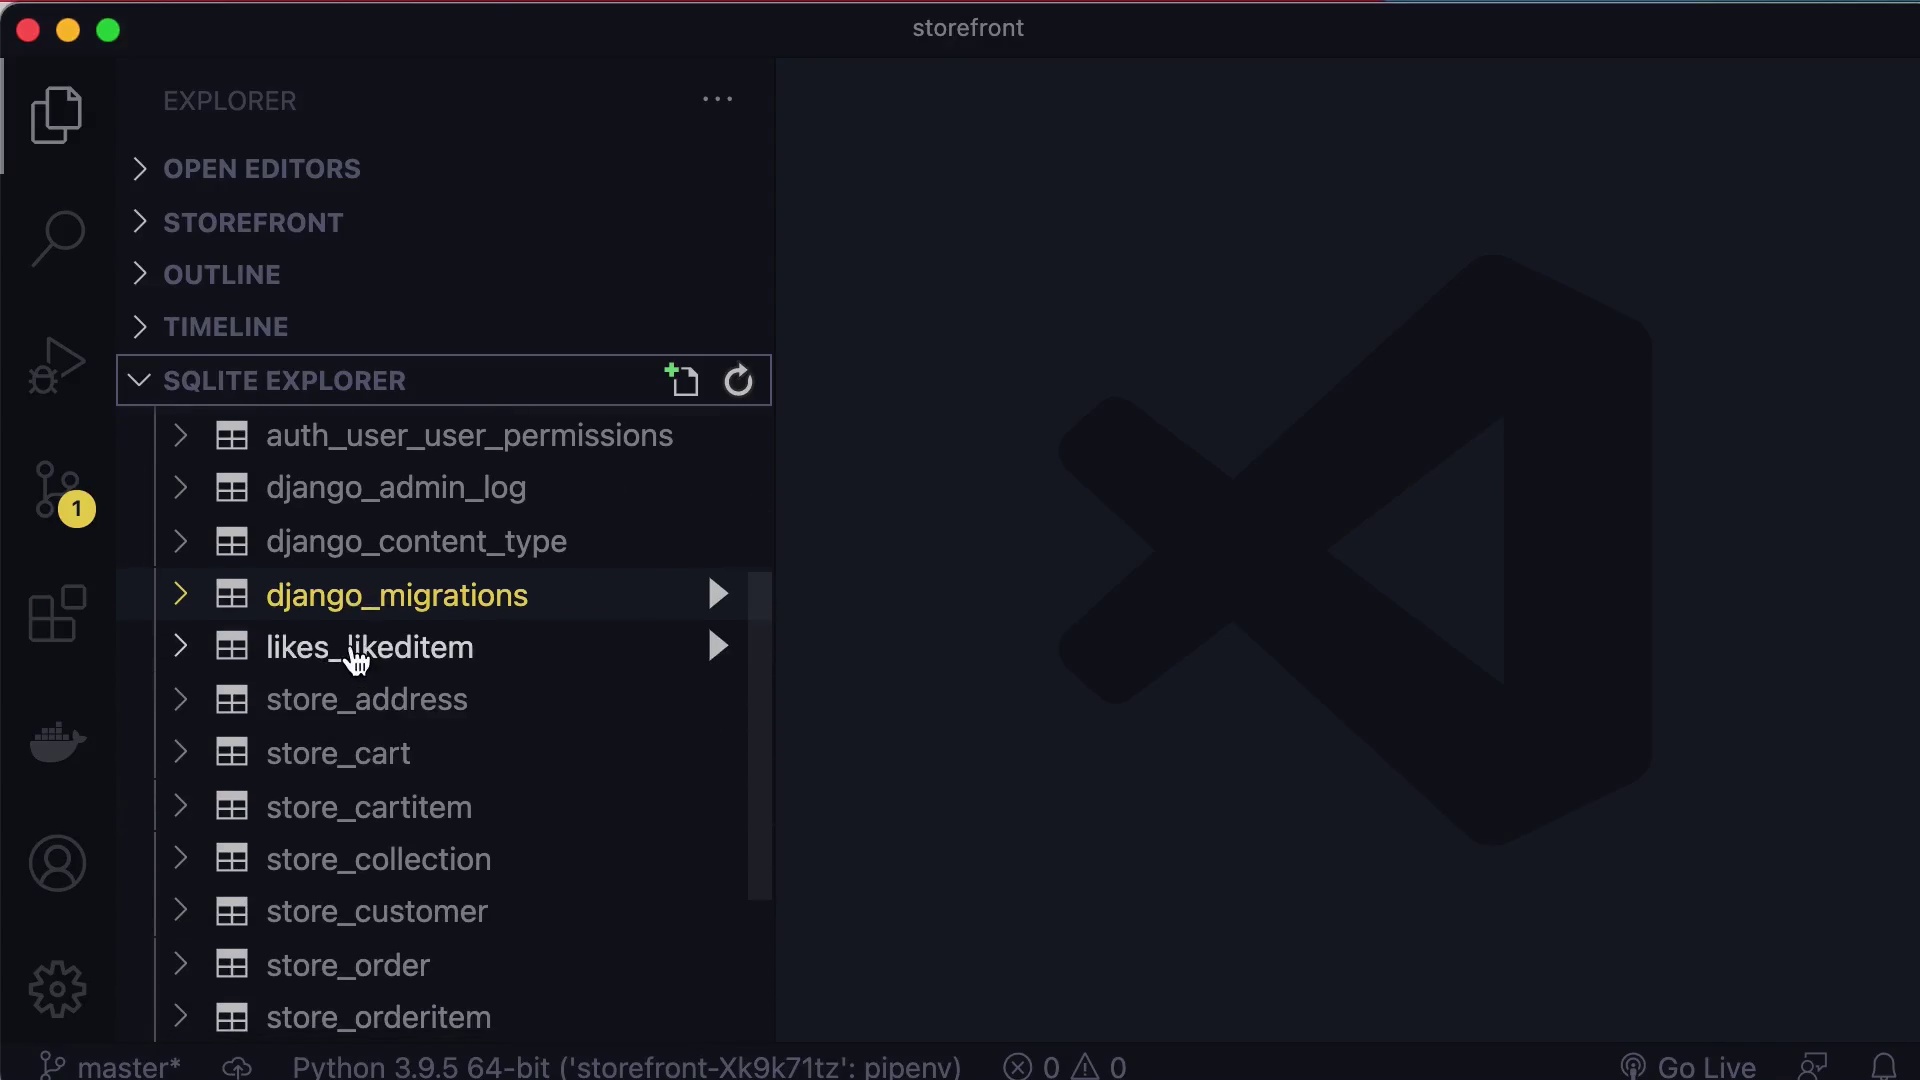 storefront
EXPLORER
OPEN EDITORS
STOREFRONT
OUTLINE
TIMELINE
SQLITE EXPLORER
auth_user_user_permissions
django_admin_log
django_content_type
1
django_migrations
likes_likeditem
store_address
store_cart
store_cartitem
store_collection
store_customer
store_order
store_orderitem
master* Python 3.9.5 64-bit ('storefront-Xk9k71tz': pipenv) 0 0 Go Live